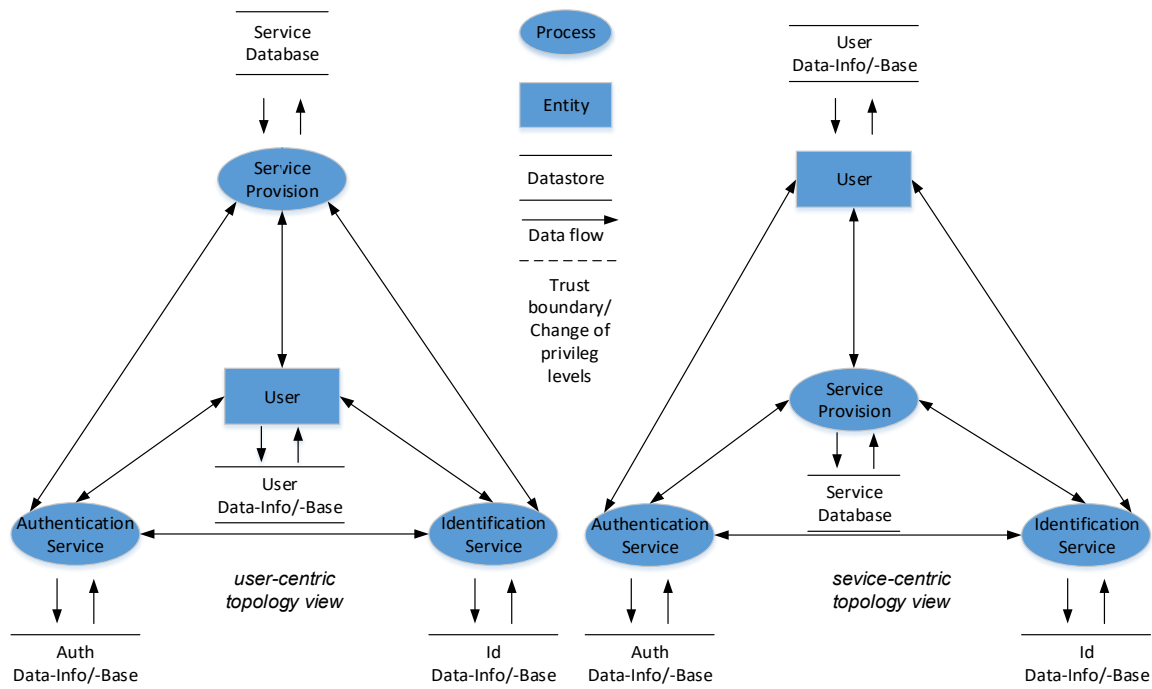 Service
Database
Service
Provision
User
User
Data-Info/-Base
Authentication
Service
Identification
Service
user-centric
topology view
Auth
Data-Info/-Base
Id
Data-Info/-Base
Process
Entity
Datastore
Data flow
Trust
boundary/
Change of
privileg
levels
User
Data-Info/-Base
User
Service
Provision
Service
Database
Authentication
Service
Identification
Service
sevice-centric
topology view
Auth
Data-Info/-Base
Id
Data-Info/-Base